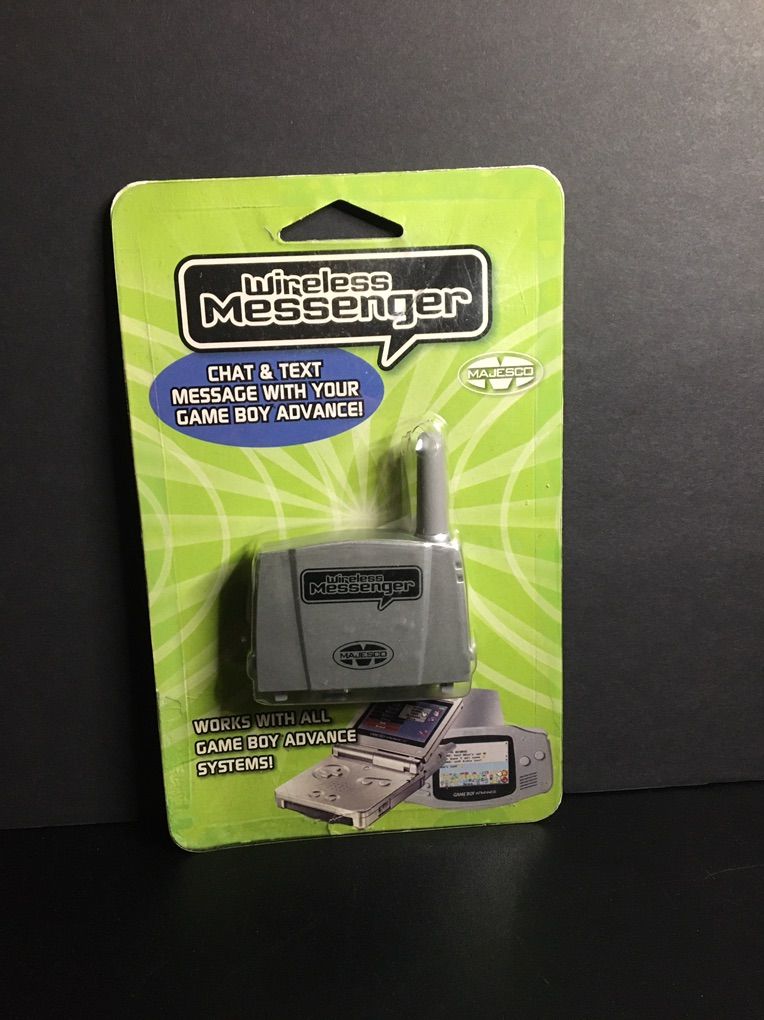 Wireless
Messenger
CHAT & TEXT
MESSAGE WITH YOUR
GAME BOY ADVANCE!
MAJESCO
Wireless
Messenger
MAJESCO
WORKS WITH ALL
GAME BOY ADVANCE
SYSTEMS!
GAME BOY ADVANCE